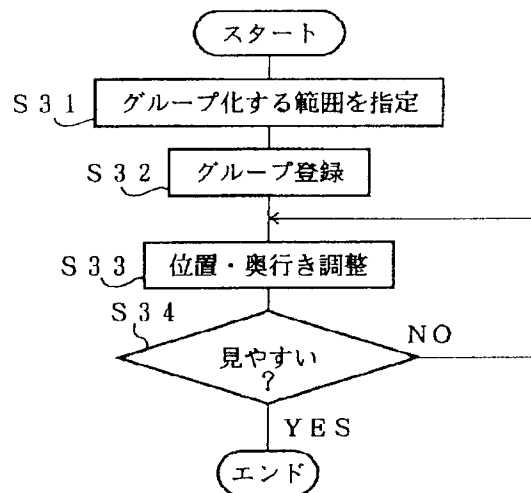 スタート
S31 グループ化する範囲を指定
S32 グループ登録
S33 位置・奥行き調整
S34
見やすい
?
NO
YES
エンド